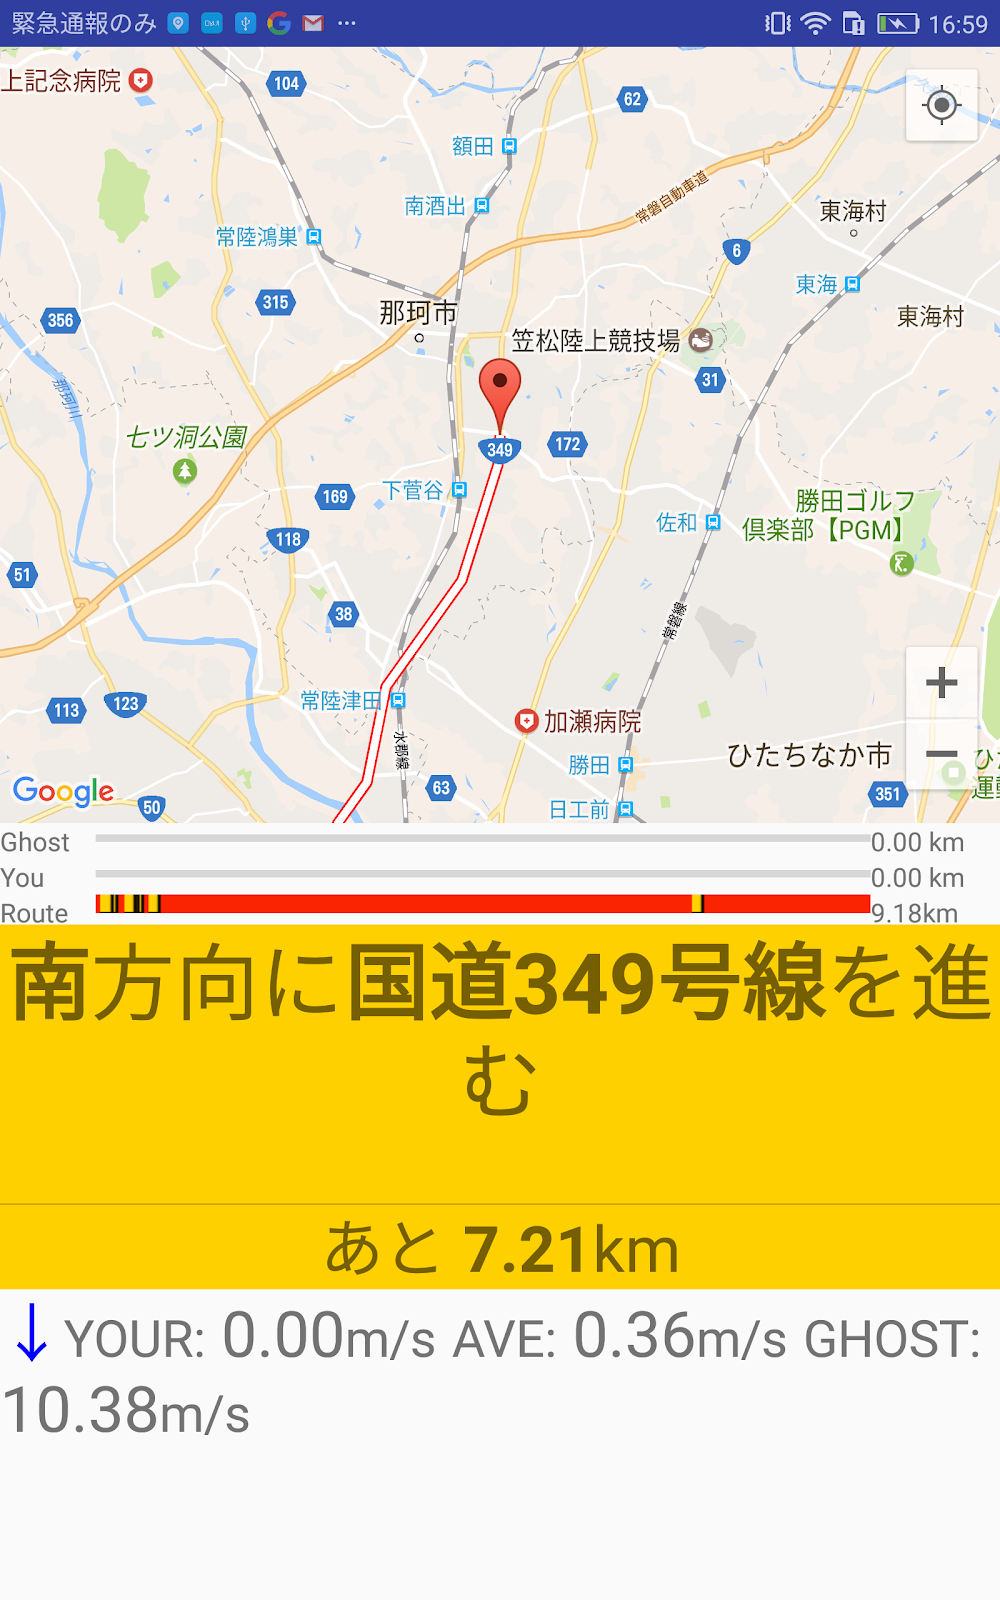 緊急通報のみ ... 16:59
上記念病院
104
62
額田
常磐自動車道
南酒出
東海村
常陸鴻巣
6
東海
315
那珂市
東海村
356
笠松陸上競技場
31
那珂川
七ツ洞公園
349
172
下菅谷
169
勝田ゴルフ
倶楽部【PGM】
佐和
118
51
38
常磐線
常陸津田
113
123
加瀬病院
水郡線
ひたちなか市
勝田
63
351
Google
50
日工前
Ghost 0.00 km
You 0.00 km
Route 9.18km
南方向に国道349号線を進
む
あと 7.21km
↓ YOUR: 0.00m/s AVE: 0.36m/s GHOST:
10.38m/s